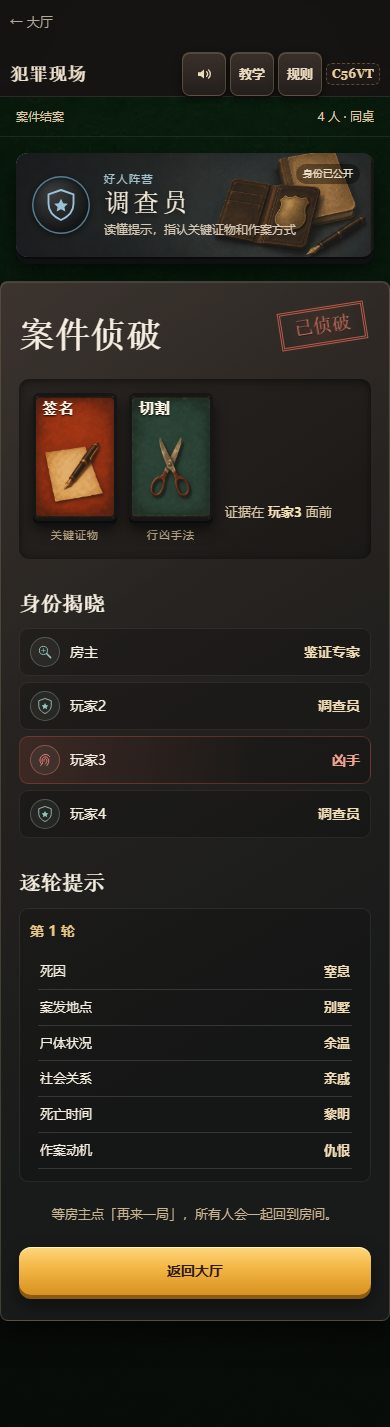 ← 大厅
犯罪现场
教学
规则
C56VT
案件结案
4 人 · 同桌
好人阵营
身份已公开
调查员
读懂提示，指认关键证物和作案方式
案件侦破
已侦破
签名
切割
关键证物
行凶手法
证据在 玩家3 面前
身份揭晓
房主
鉴证专家
玩家2
调查员
玩家3
凶手
玩家4
调查员
逐轮提示
第 1 轮
死因
窒息
案发地点
别墅
尸体状况
余温
社会关系
亲戚
死亡时间
黎明
作案动机
仇恨
等房主点「再来一局」，所有人会一起回到房间。
返回大厅